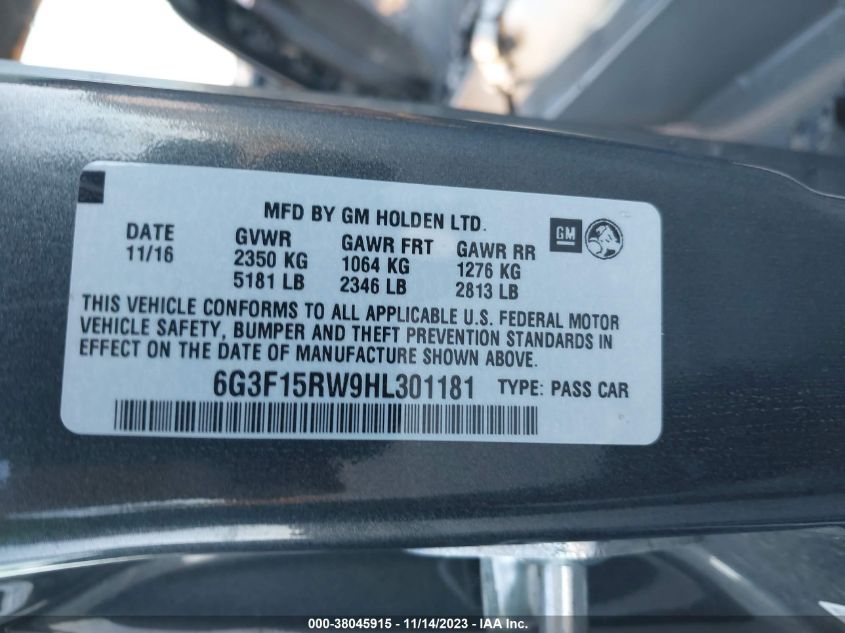 MFD BY GM HOLDEN LTD.
GM
DATE GVWR GAWR FRT GAWR RR
11/16 2350 KG 1064 KG 1276 KG
5181 LB 2346 LB 2813 LB
THIS VEHICLE CONFORMS TO ALL APPLICABLE U.S. FEDERAL MOTOR
VEHICLE SAFETY, BUMPER AND THEFT PREVENTION STANDARDS IN
EFFECT ON THE DATE OF MANUFACTURE SHOWN ABOVE.
6G3F15RW9HL301181 TYPE: PASS CAR
000-38045915 - 11/14/2023 - IAA Inc.